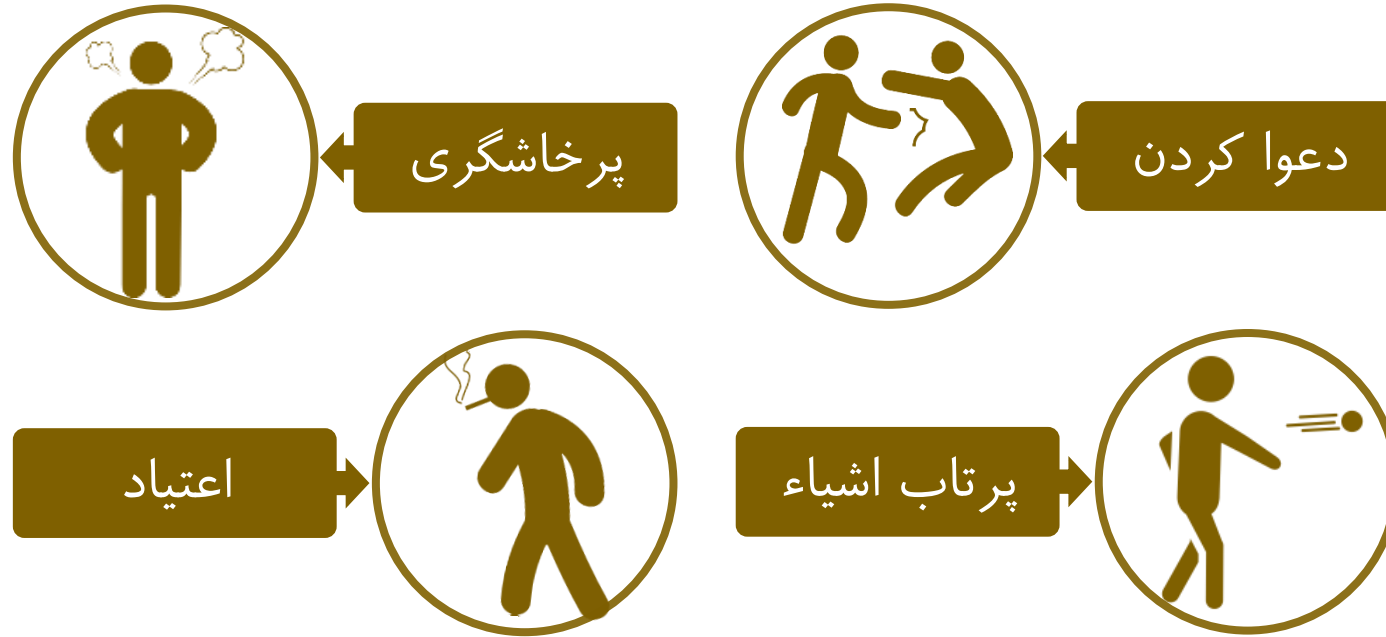 دعوا کردن
پرخاشگری
پرتاب اشیاء
اعتیاد